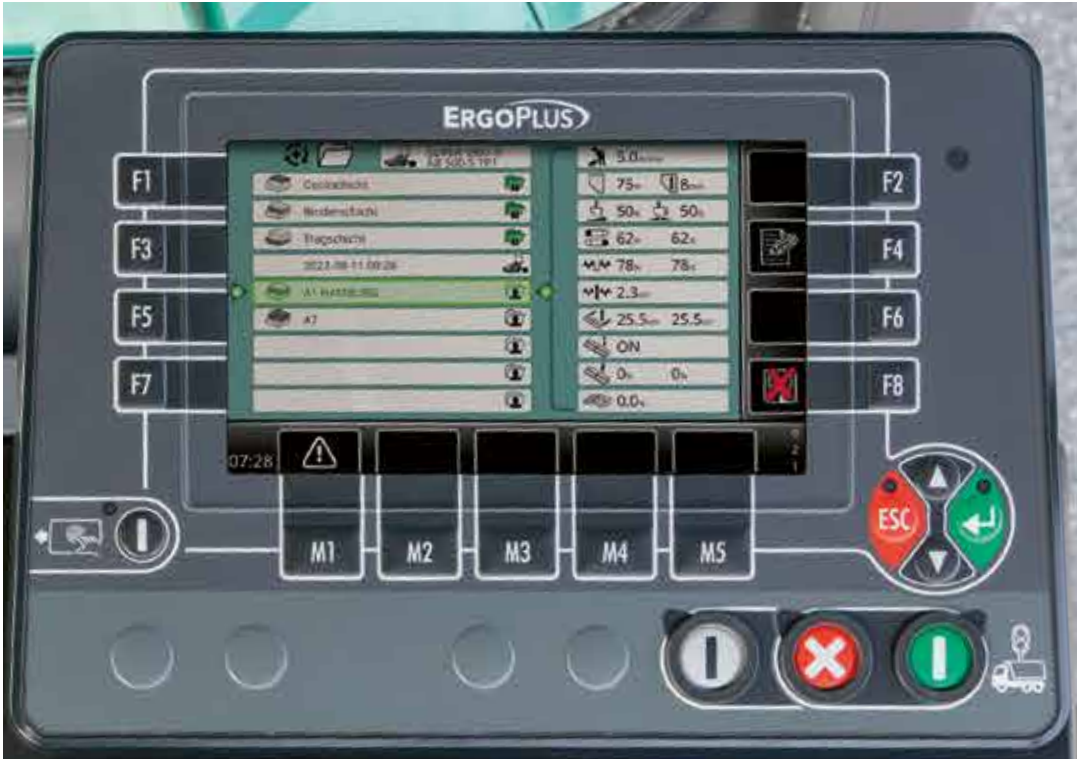 ERGOPLUS
F1
F2
F3
F4
F5
F6
F7
F8
Deckschicht
Binderschicht
Tragschicht
2023-08-11 09:28
A1 HAMBURG
A7
5.0
75% 8
50% 50%
62% 62%
78% 78%
2.3
25.5 25.5
ON
0% 0%
0.0%
07:28
M1 M2 M3 M4 M5
ESC